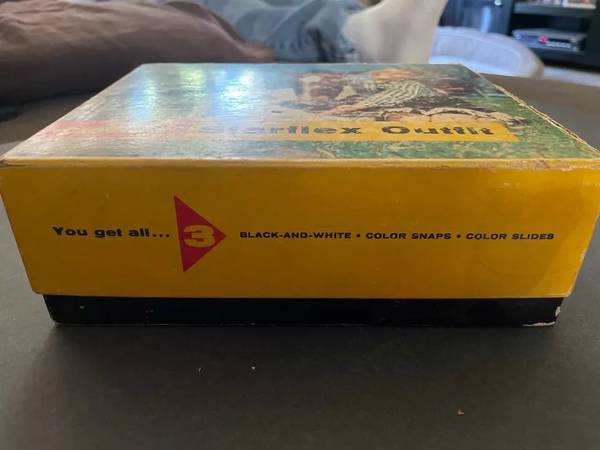 Starflex Outfit
You get all... 3 BLACK-AND-WHITE • COLOR SNAPS • COLOR SLIDES